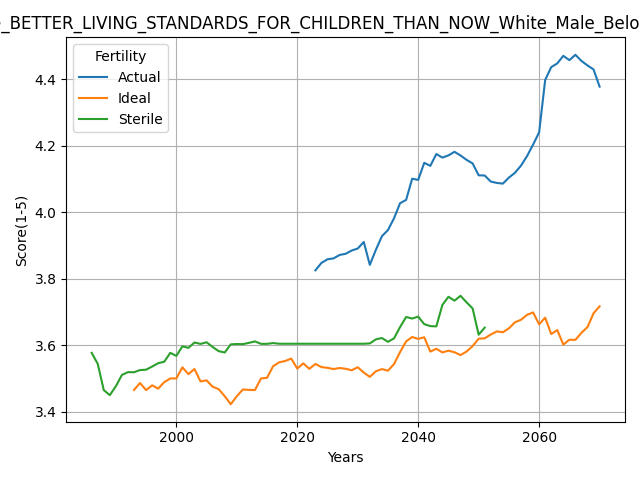 _BETTER_LIVING_STANDARDS_FOR_CHILDREN_THAN_NOW_White_Male_Belo
Fertility
Actual
Ideal
Sterile
Score(1-5)
4.4
4.2
4.0
3.8
3.6
3.4
2000 2020 2040 2060
Years